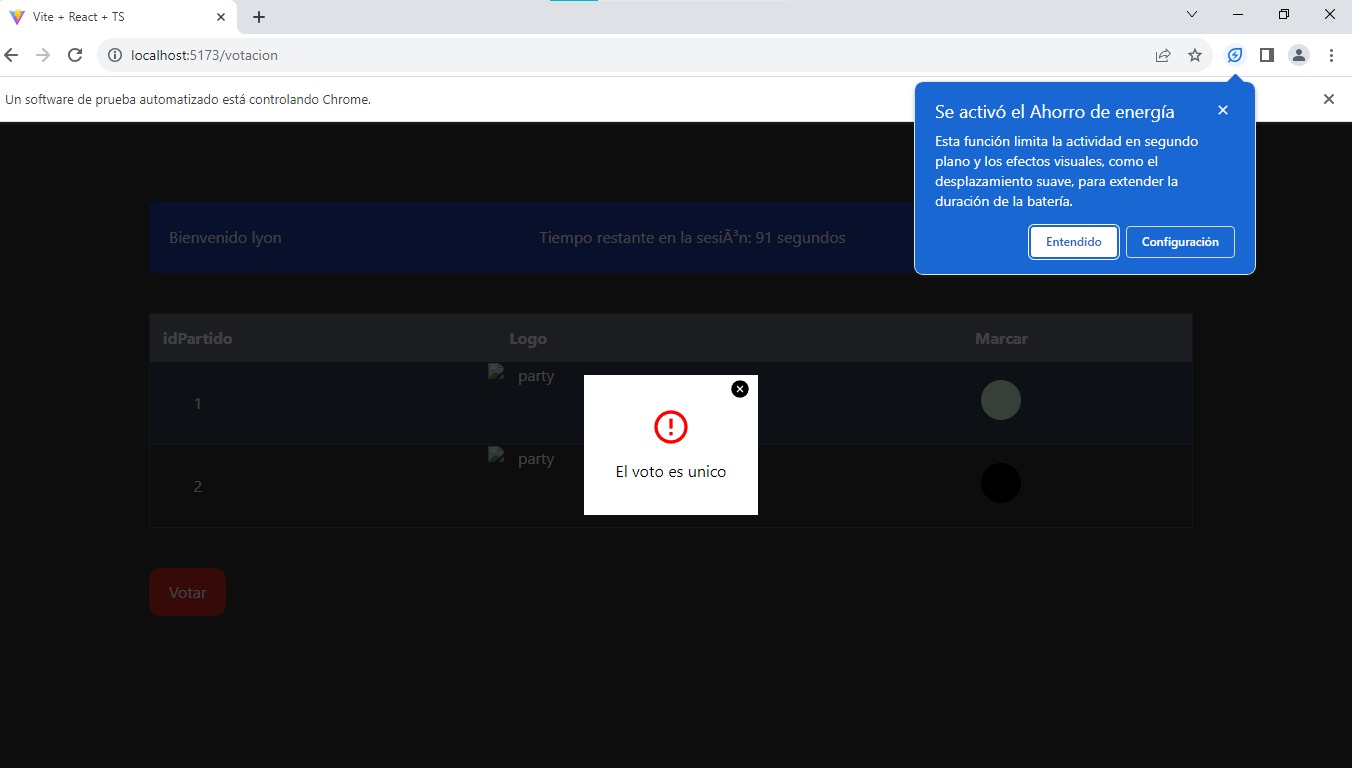 Vite + React + TS
localhost:5173/votacion
Un software de prueba automatizado está controlando Chrome.
Se activó el Ahorro de energía
Esta función limita la actividad en segundo
plano y los efectos visuales, como el
desplazamiento suave, para extender la
duración de la batería.
Entendido Configuración
Bienvenido lyon Tiempo restante en la sesiÃ³n: 91 segundos
idPartido Logo Marcar
1 party
2 party
El voto es unico
Votar